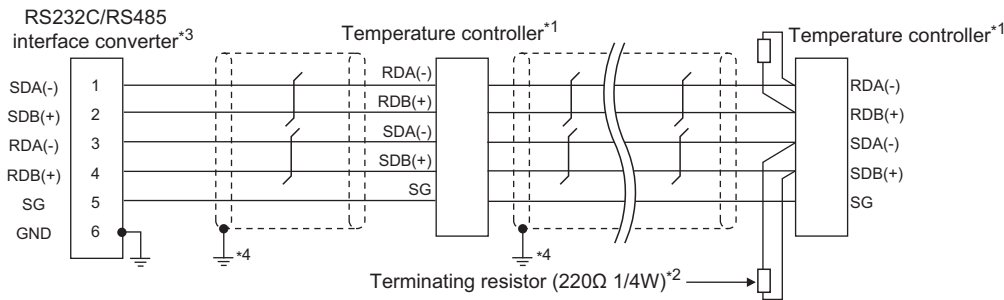 RS232C/RS485
interface converter*3
Temperature controller*1
Temperature controller*1
SDA(-) 1 RDA(-) RDA(-)
SDB(+) 2 RDB(+) RDB(+)
RDA(-) 3 SDA(-) SDA(-)
RDB(+) 4 SDB(+) SDB(+)
SG 5 SG SG
GND 6
*4
*4
Terminating resistor (220Ω 1/4W)*2